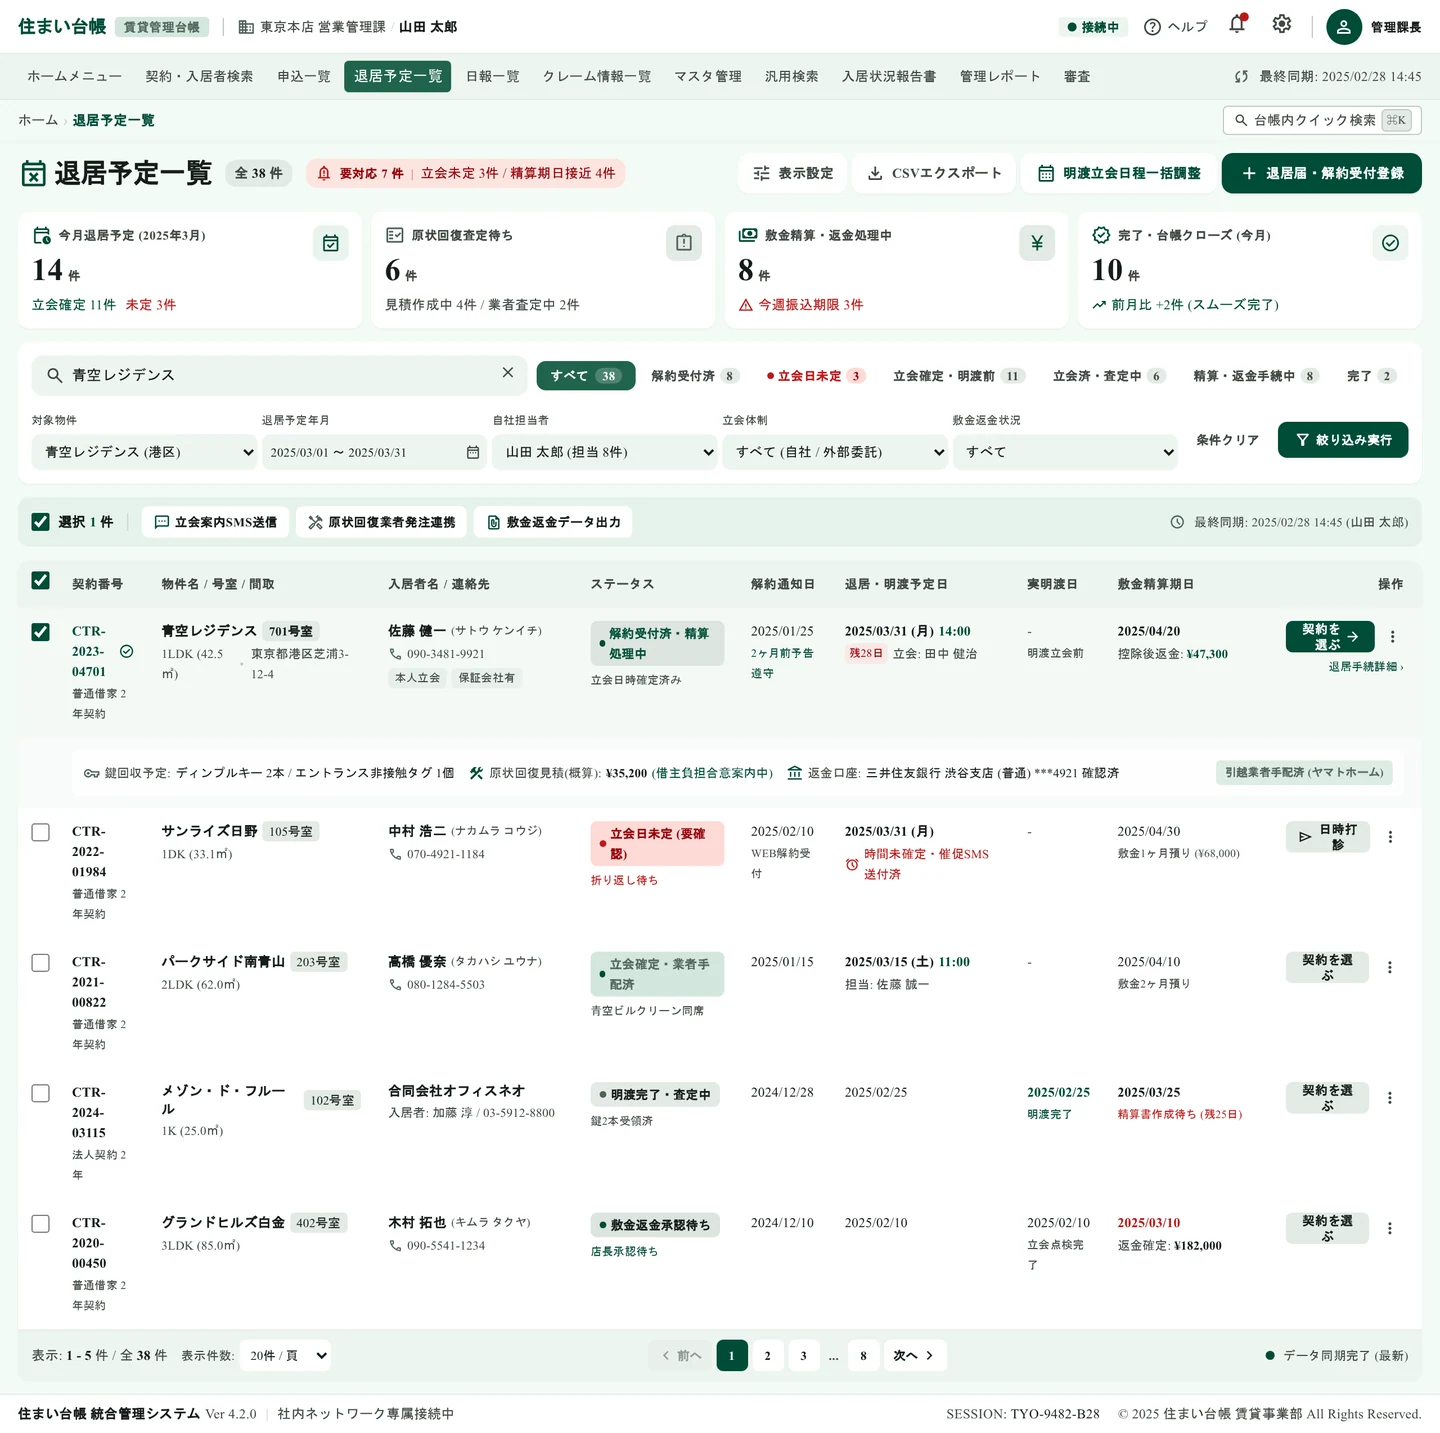 住まい台帳 賃貸管理台帳 東京本店 営業管理課 / 山田 太郎 接続中 ヘルプ 管理課長
ホームメニュー 契約・入居者検索 申込一覧 退居予定一覧 日報一覧 クレーム情報一覧 マスタ管理 汎用検索 入居状況報告書 管理レポート 審査 最終同期: 2025/02/28 14:45
ホーム › 退居予定一覧 台帳内クイック検索 ⌘K
退居予定一覧 全 38 件 要対応 7 件 | 立会未定 3件 / 精算期日接近 4件 表示設定 CSVエクスポート 明渡立会日程一括調整 退居届・解約受付登録
今月退居予定 (2025年3月)
14 件
立会確定 11件 未定 3件
原状回復査定待ち
6 件
見積作成中 4件 / 業者査定中 2件
敷金精算・返金処理中
¥
8 件
今週振込期限 3件
完了・台帳クローズ (今月)
10 件
前月比 +2件 (スムーズ完了)
青空レジデンス
すべて 38 解約受付済 8 立会日未定 3 立会確定・明渡前 11 立会済・査定中 6 精算・返金手続中 8 完了 2
対象物件 退居予定年月 自社担当者 立会体制 敷金返金状況
青空レジデンス (港区) 2025/03/01 〜 2025/03/31 山田 太郎 (担当 8件) すべて (自社 / 外部委託) すべて 条件クリア 絞り込み実行
選択 1 件 立会案内SMS送信 原状回復業者発注連携 敷金返金データ出力 最終同期: 2025/02/28 14:45 (山田 太郎)
契約番号 物件名 / 号室 / 間取 入居者名 / 連絡先 ステータス 解約通知日 退居・明渡予定日 実明渡日 敷金精算期日 操作
CTR-
2023-
04701
普通借家 2
年契約
青空レジデンス 701号室
1LDK (42.5
㎡)
東京都港区芝浦3-
12-4
佐藤 健一 (サトウ ケンイチ)
090-3481-9921
本人立会 保証会社有
解約受付済・精算
処理中
立会日時確定済み
2025/01/25
2ヶ月前予告
遵守
2025/03/31 (月) 14:00
残28日 立会: 田中 健治
-
明渡立会前
2025/04/20
控除後返金: ¥47,300
契約を
選ぶ
退居手続詳細 ›
鍵回収予定: ディンプルキー 2本 / エントランス非接触タグ 1個 原状回復見積(概算): ¥35,200 (借主負担合意案内中) 返金口座: 三井住友銀行 渋谷支店 (普通) ***4921 確認済 引越業者手配済 (ヤマトホーム)
CTR-
2022-
01984
普通借家 2
年契約
サンライズ日野 105号室
1DK (33.1㎡)
中村 浩二 (ナカムラ コウジ)
070-4921-1184
立会日未定 (要確
認)
折り返し待ち
2025/02/10
WEB解約受
付
2025/03/31 (月)
時間未確定・催促SMS
送付済
-
2025/04/30
敷金1ヶ月預り (¥68,000)
日時打
診
CTR-
2021-
00822
普通借家 2
年契約
パークサイド南青山 203号室
2LDK (62.0㎡)
高橋 優奈 (タカハシ ユウナ)
080-1284-5503
立会確定・業者手
配済
青空ビルクリーン同席
2025/01/15
2025/03/15 (土) 11:00
担当: 佐藤 誠一
-
2025/04/10
敷金2ヶ月預り
契約を選
ぶ
CTR-
2024-
03115
法人契約 2
年
メゾン・ド・フルー
ル
102号室
1K (25.0㎡)
合同会社オフィスネオ
入居者: 加藤 淳 / 03-5912-8800
明渡完了・査定中
鍵2本受領済
2024/12/28
2025/02/25
2025/02/25
明渡完了
2025/03/25
精算書作成待ち (残25日)
契約を選
ぶ
CTR-
2020-
00450
普通借家 2
年契約
グランドヒルズ白金 402号室
3LDK (85.0㎡)
木村 拓也 (キムラ タクヤ)
090-5541-1234
敷金返金承認待ち
店長承認待ち
2024/12/10
2025/02/10
2025/02/10
立会点検完
了
2025/03/10
返金確定: ¥182,000
契約を選
ぶ
表示: 1 - 5 件 / 全 38 件 表示件数: 20件 / 頁 前へ 1 2 3 ... 8 次へ データ同期完了 (最新)
住まい台帳 統合管理システム Ver 4.2.0 | 社内ネットワーク専属接続中 SESSION: TYO-9482-B28 © 2025 住まい台帳 賃貸事業部 All Rights Reserved.